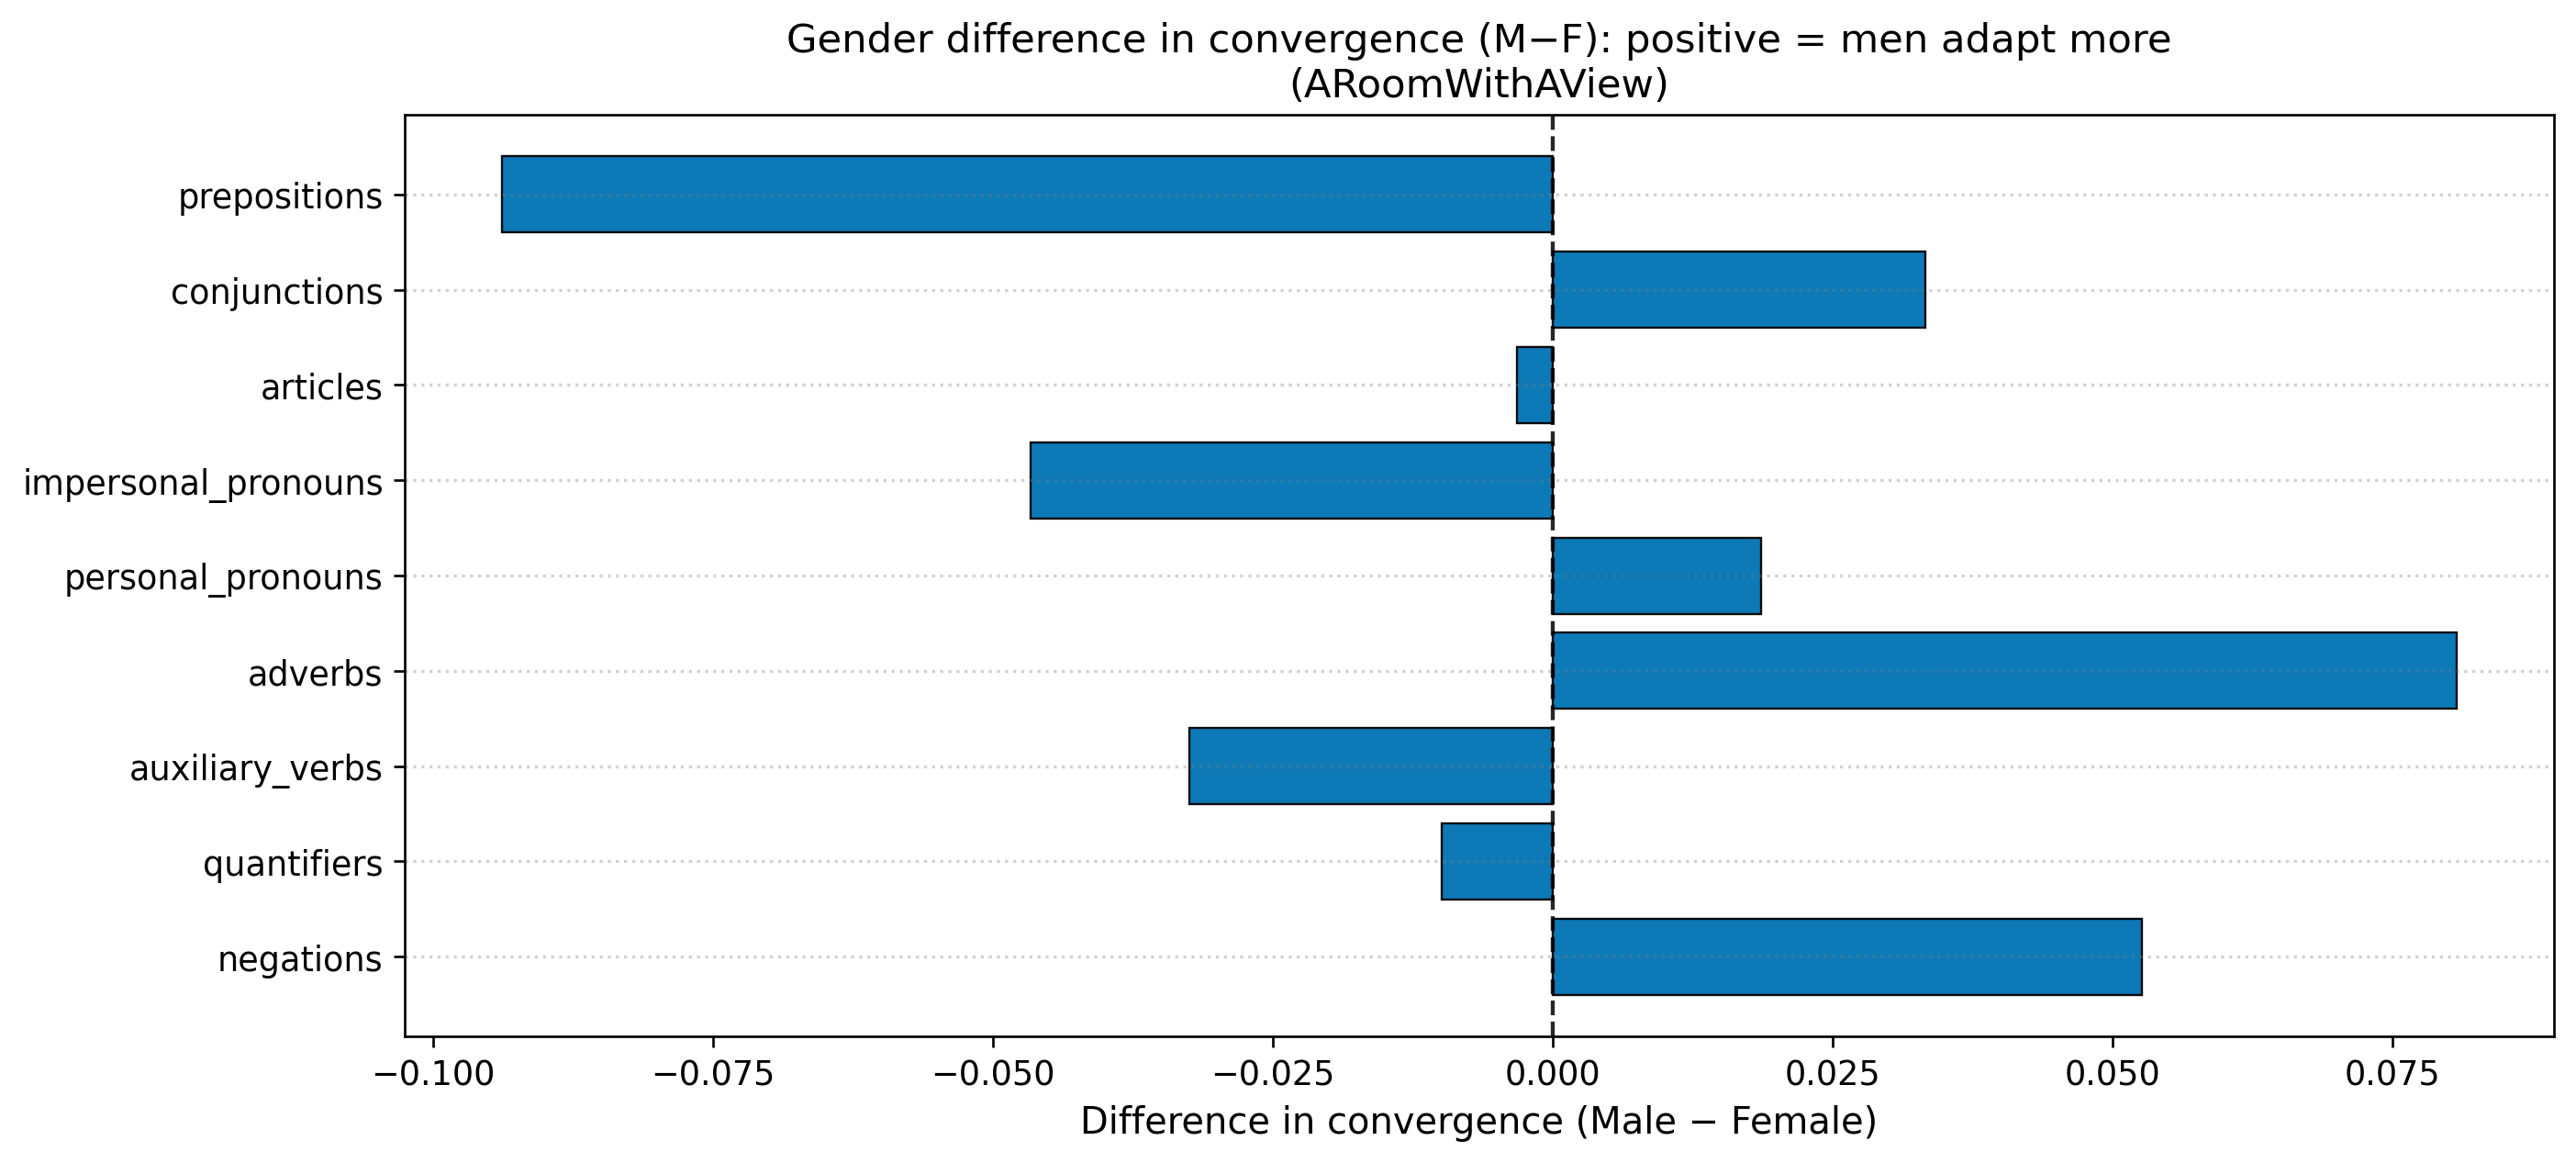 Gender difference in convergence (M−F): positive = men adapt more
(ARoomWithAView)
prepositions
conjunctions
articles
impersonal_pronouns
personal_pronouns
adverbs
auxiliary_verbs
quantifiers
negations
−0.100 −0.075 −0.050 −0.025 0.000 0.025 0.050 0.075
Difference in convergence (Male − Female)